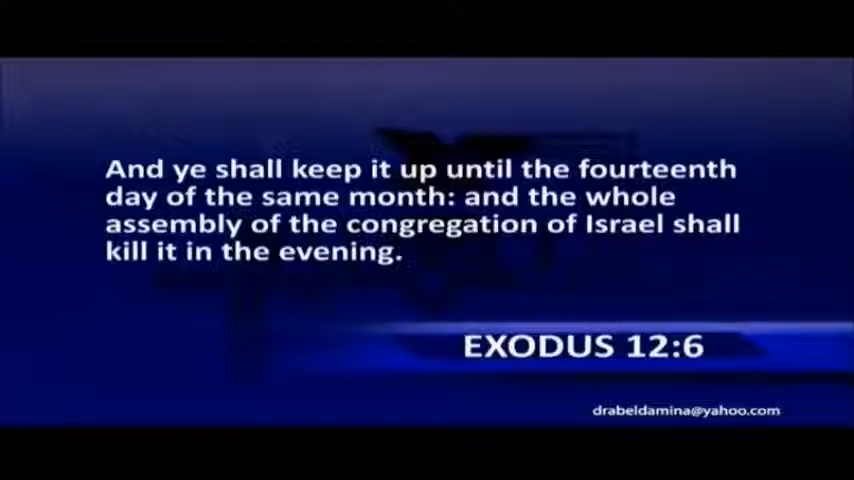 And ye shall keep it up until the fourteenth
day of the same month: and the whole
assembly of the congregation of Israel shall
kill it in the evening.
EXODUS 12:6
drabeldamina@yahoo.com